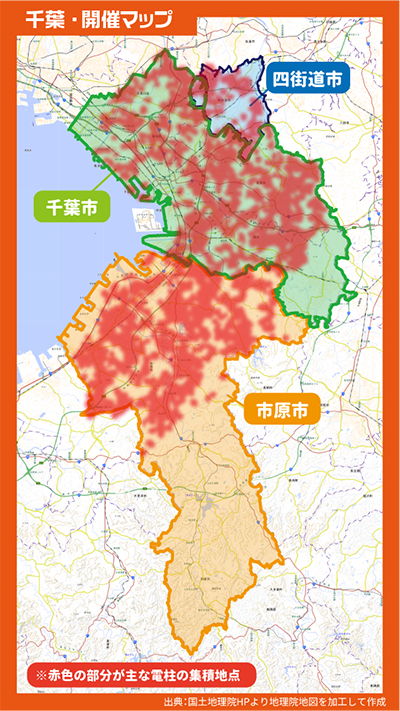 千葉・開催マップ
四街道市
千葉市
市原市
※赤色の部分が主な電柱の集積地点
出典:国土地理院HPより地理院地図を加工して作成